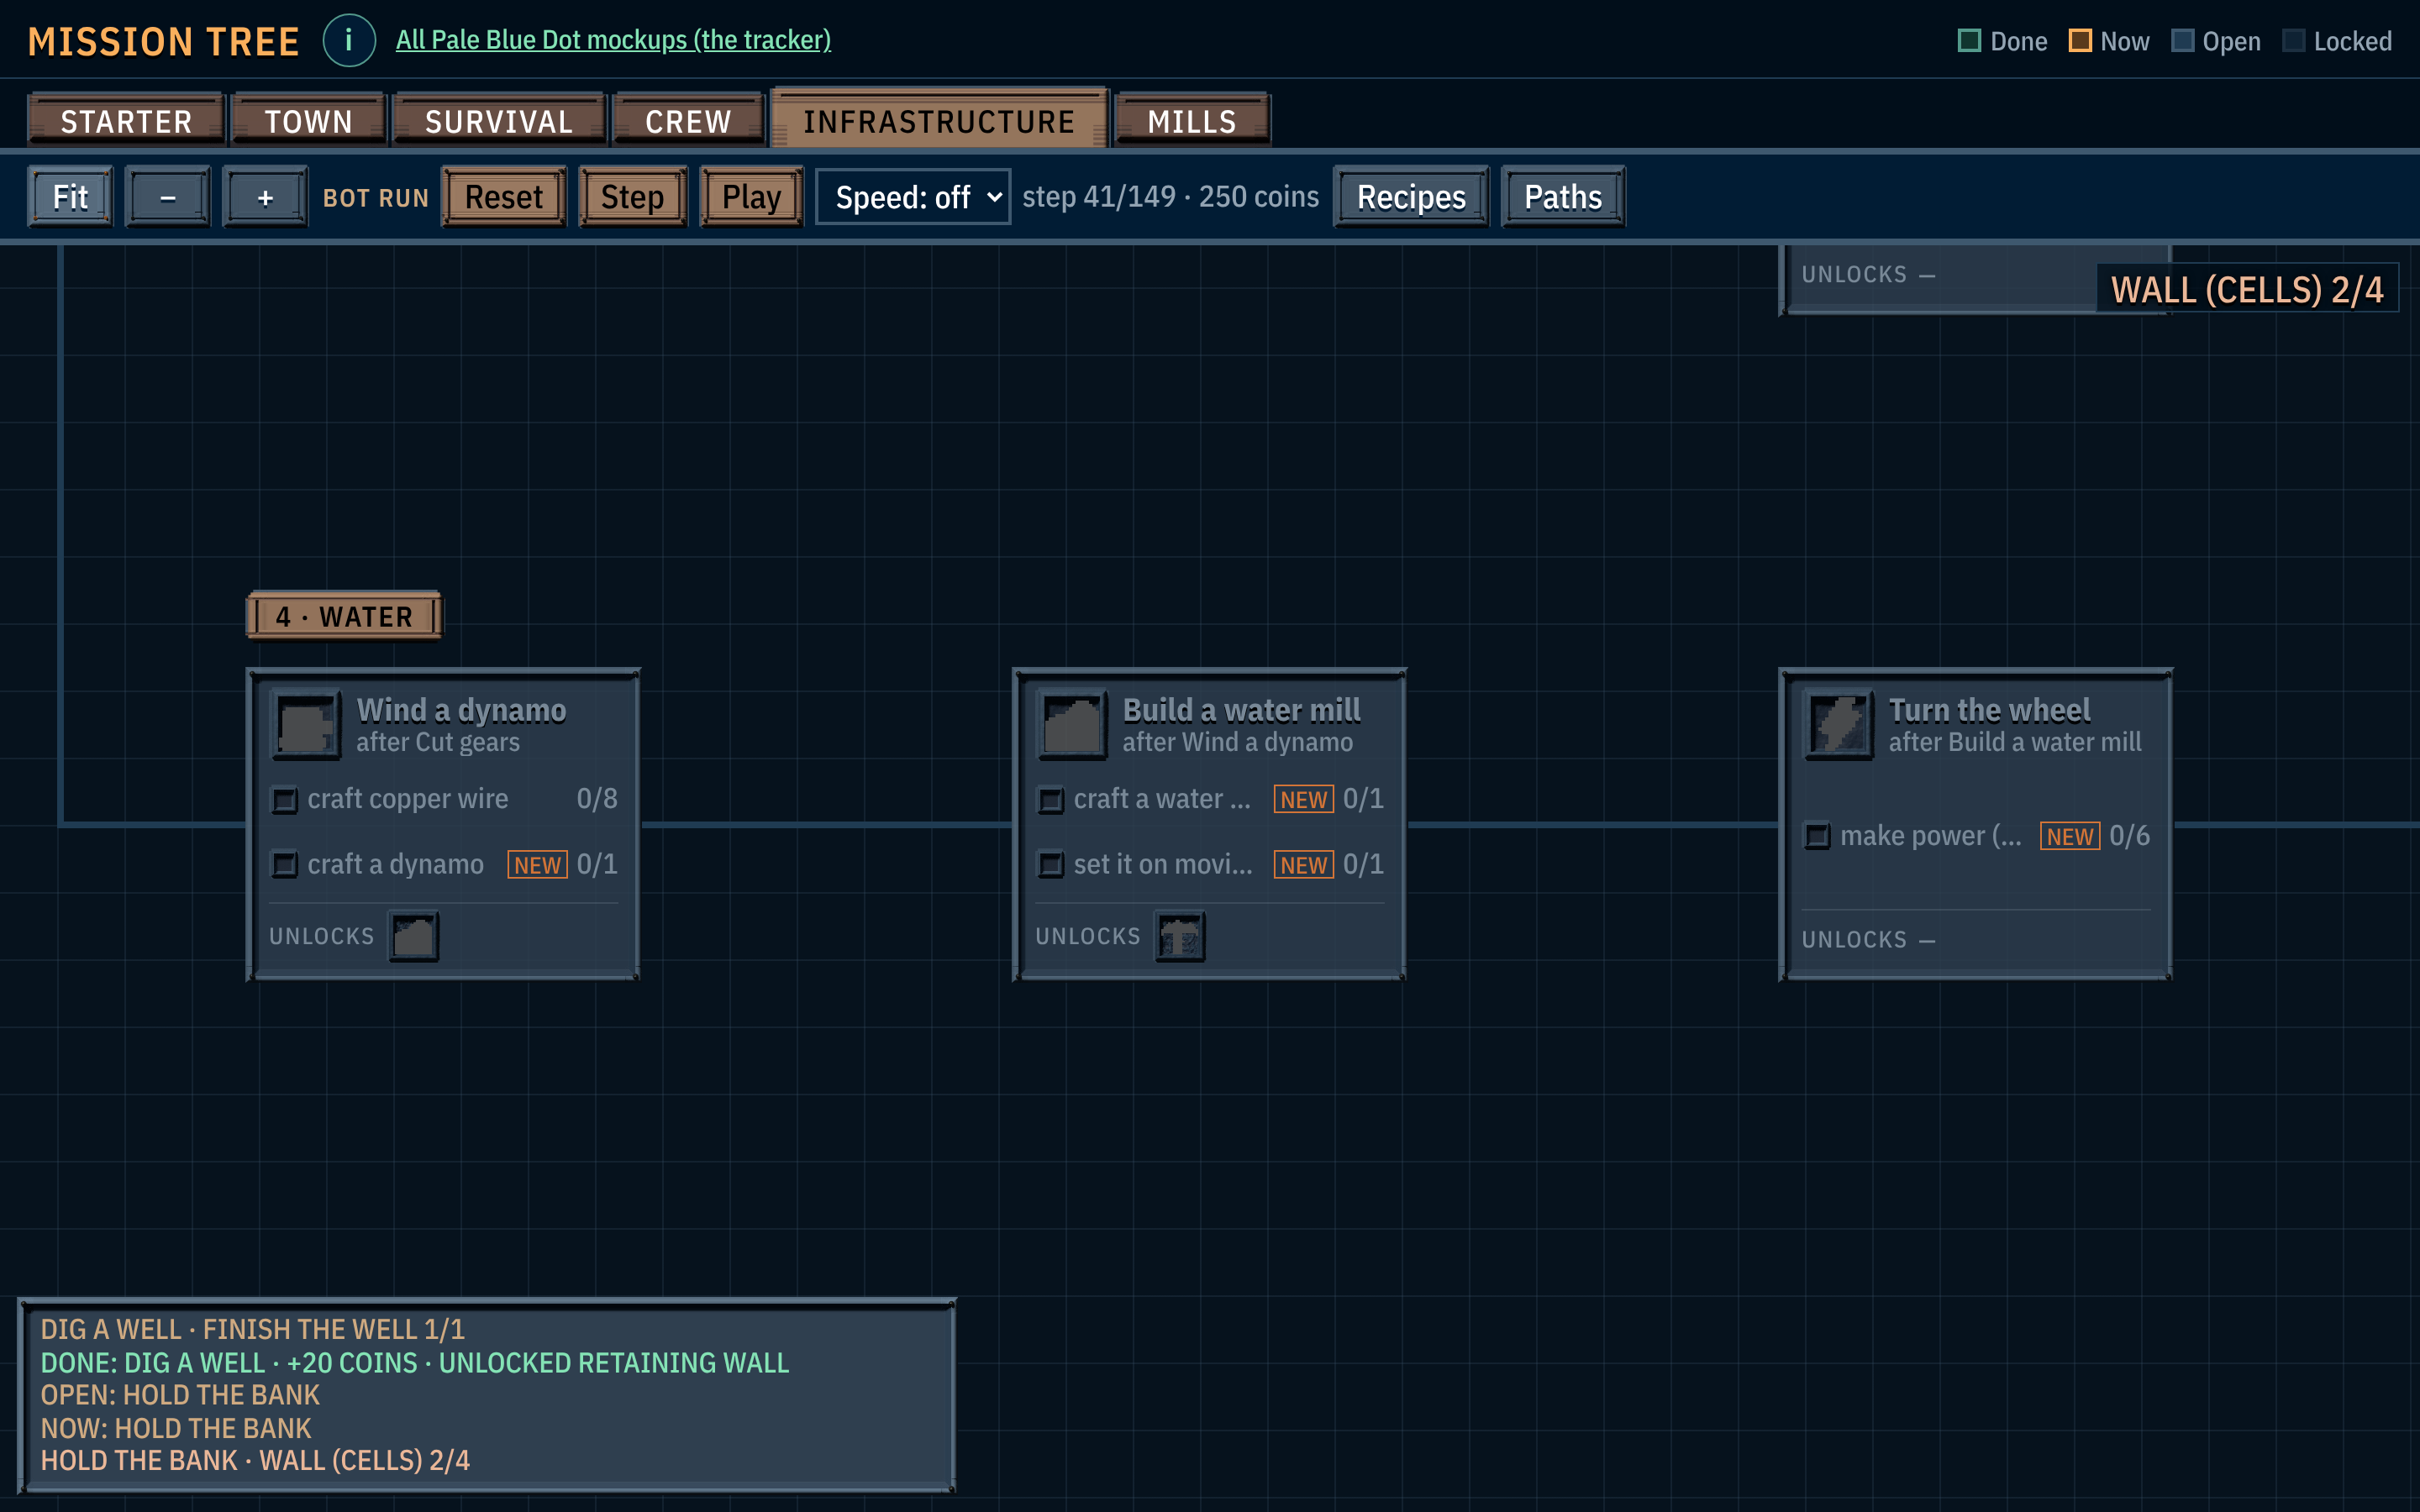 MISSION TREE i All Pale Blue Dot mockups (the tracker) Done Now Open Locked
STARTER TOWN SURVIVAL CREW INFRASTRUCTURE MILLS
Fit − + BOT RUN Reset Step Play Speed: off step 41/149 · 250 coins Recipes Paths
UNLOCKS —
WALL (CELLS) 2/4
4 · WATER
Wind a dynamo
after Cut gears
craft copper wire 0/8
craft a dynamo NEW 0/1
UNLOCKS
Build a water mill
after Wind a dynamo
craft a water ... NEW 0/1
set it on movi... NEW 0/1
UNLOCKS
Turn the wheel
after Build a water mill
make power (... NEW 0/6
UNLOCKS —
DIG A WELL · FINISH THE WELL 1/1
DONE: DIG A WELL · +20 COINS · UNLOCKED RETAINING WALL
OPEN: HOLD THE BANK
NOW: HOLD THE BANK
HOLD THE BANK · WALL (CELLS) 2/4